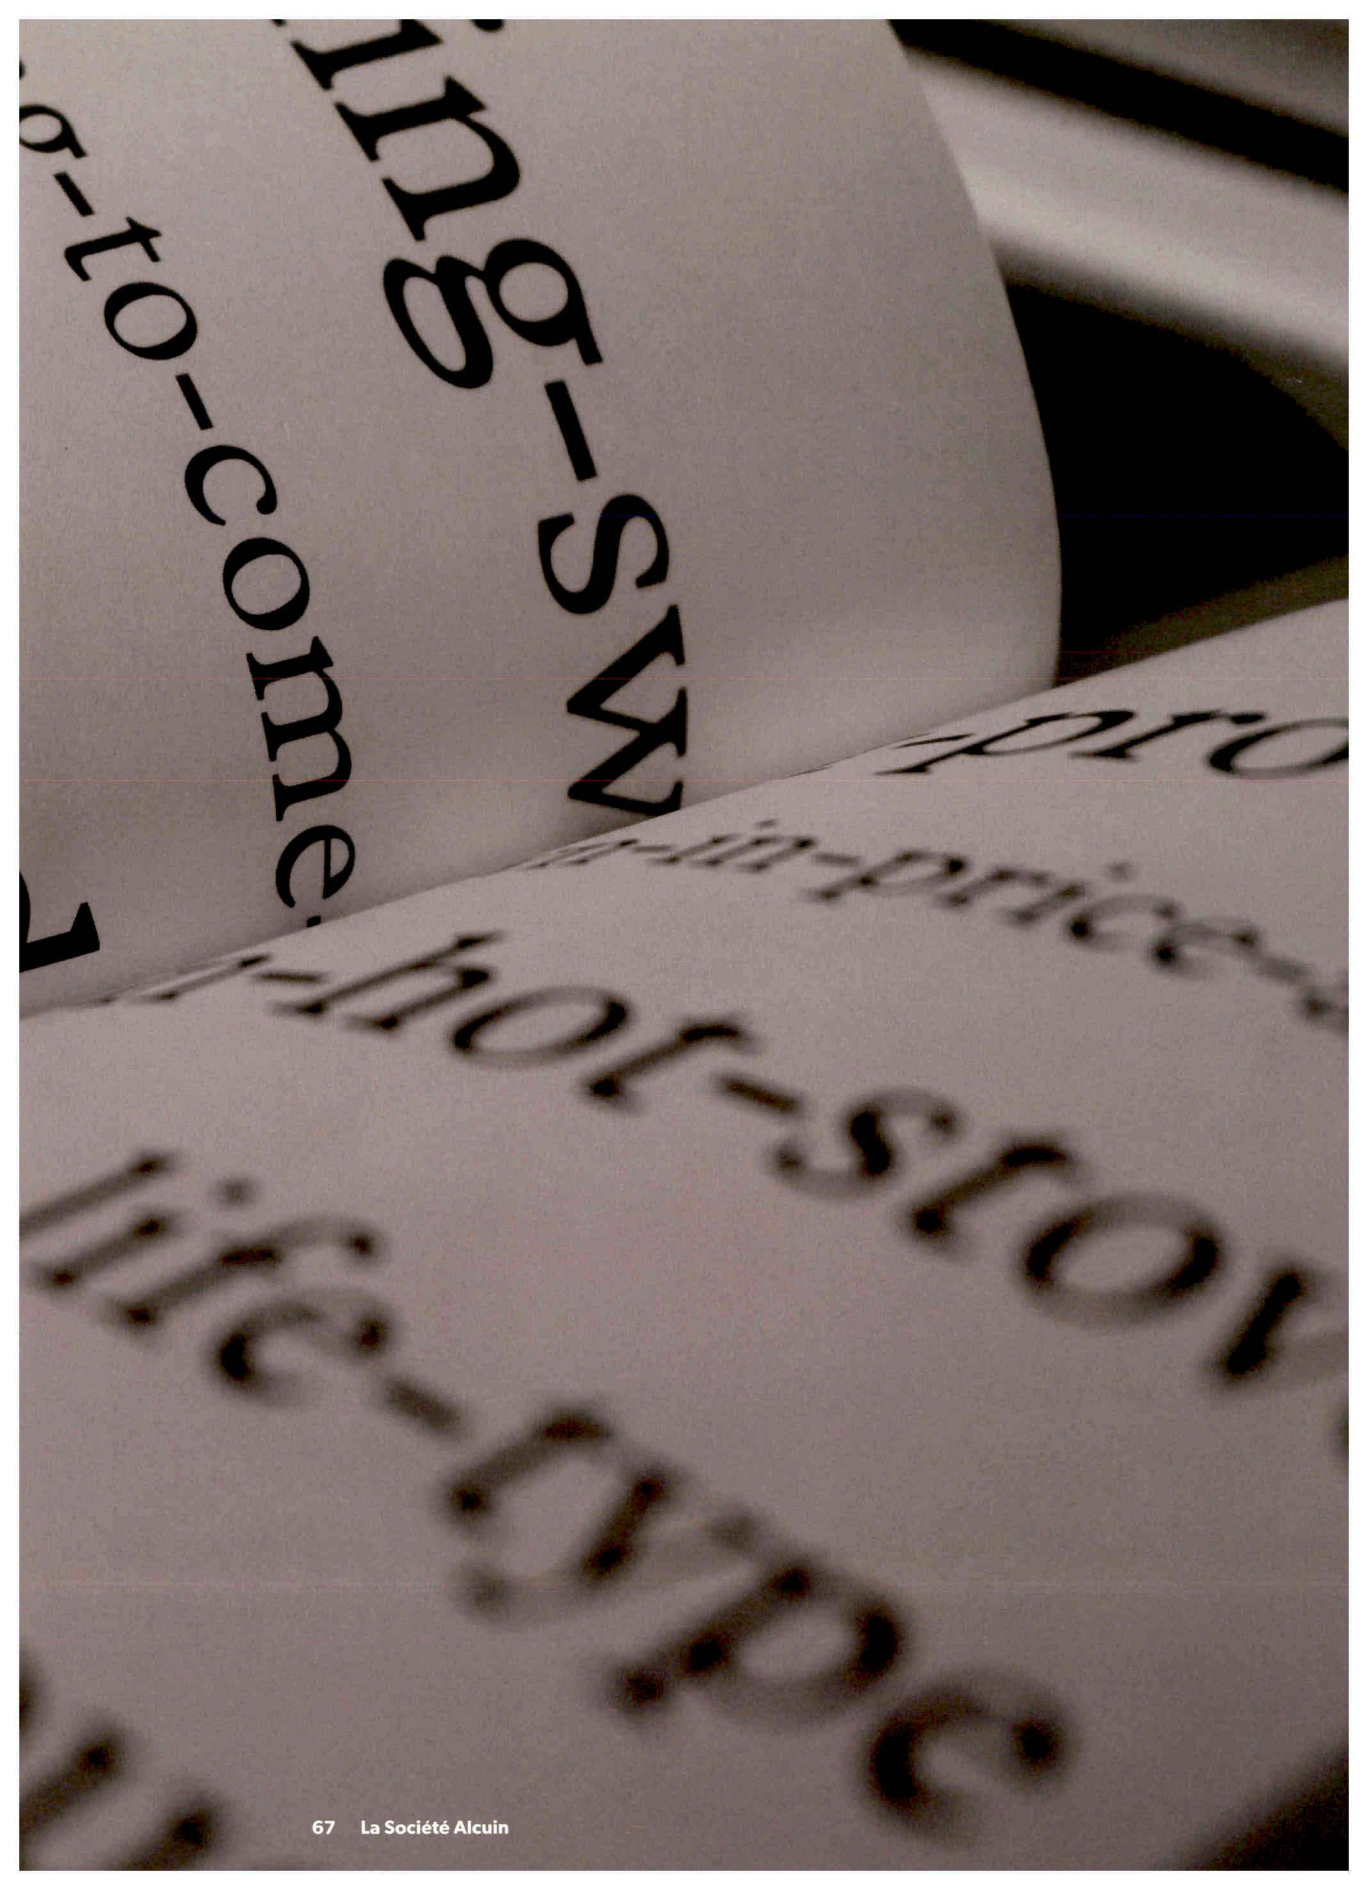 ing-sw
g-to-come-
-pro
n-in-price-
r-hot-stov
life-type
67 La Société Alcuin